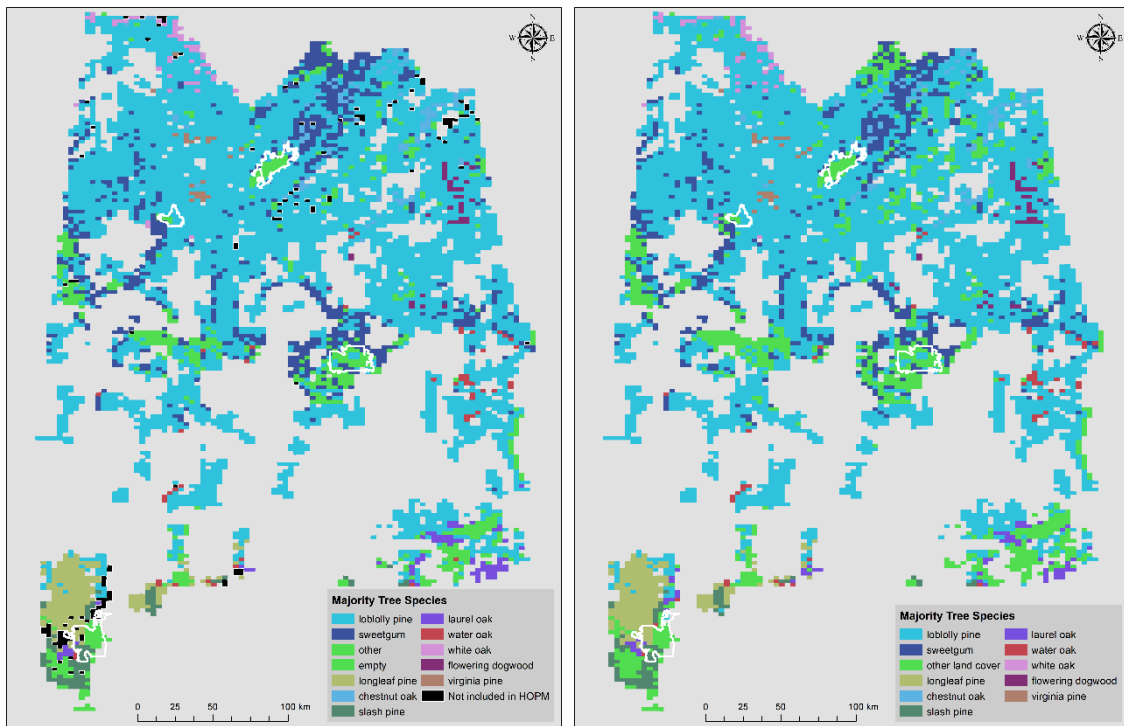 N
W E
S
Majority Tree Species
loblolly pine
laurel oak
sweetgum
water oak
other
white oak
empty
flowering dogwood
longleaf pine
virginia pine
chestnut oak
Not included in HOPM
slash pine
0 25 50 100 km
N
W E
S
Majority Tree Species
loblolly pine
laurel oak
sweetgum
water oak
other land cover
white oak
longleaf pine
flowering dogwood
chestnut oak
virginia pine
slash pine
0 25 50 100 km